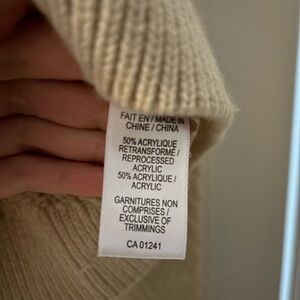 FAIT EN / MADE IN
CHINE / CHINA
50% ACRYLIQUE
RETRANSFORMÉ /
REPROCESSED
ACRYLIC
50% ACRYLIQUE /
ACRYLIC
GARNITURES NON
COMPRISES /
EXCLUSIVE OF
TRIMMINGS
CA 01241